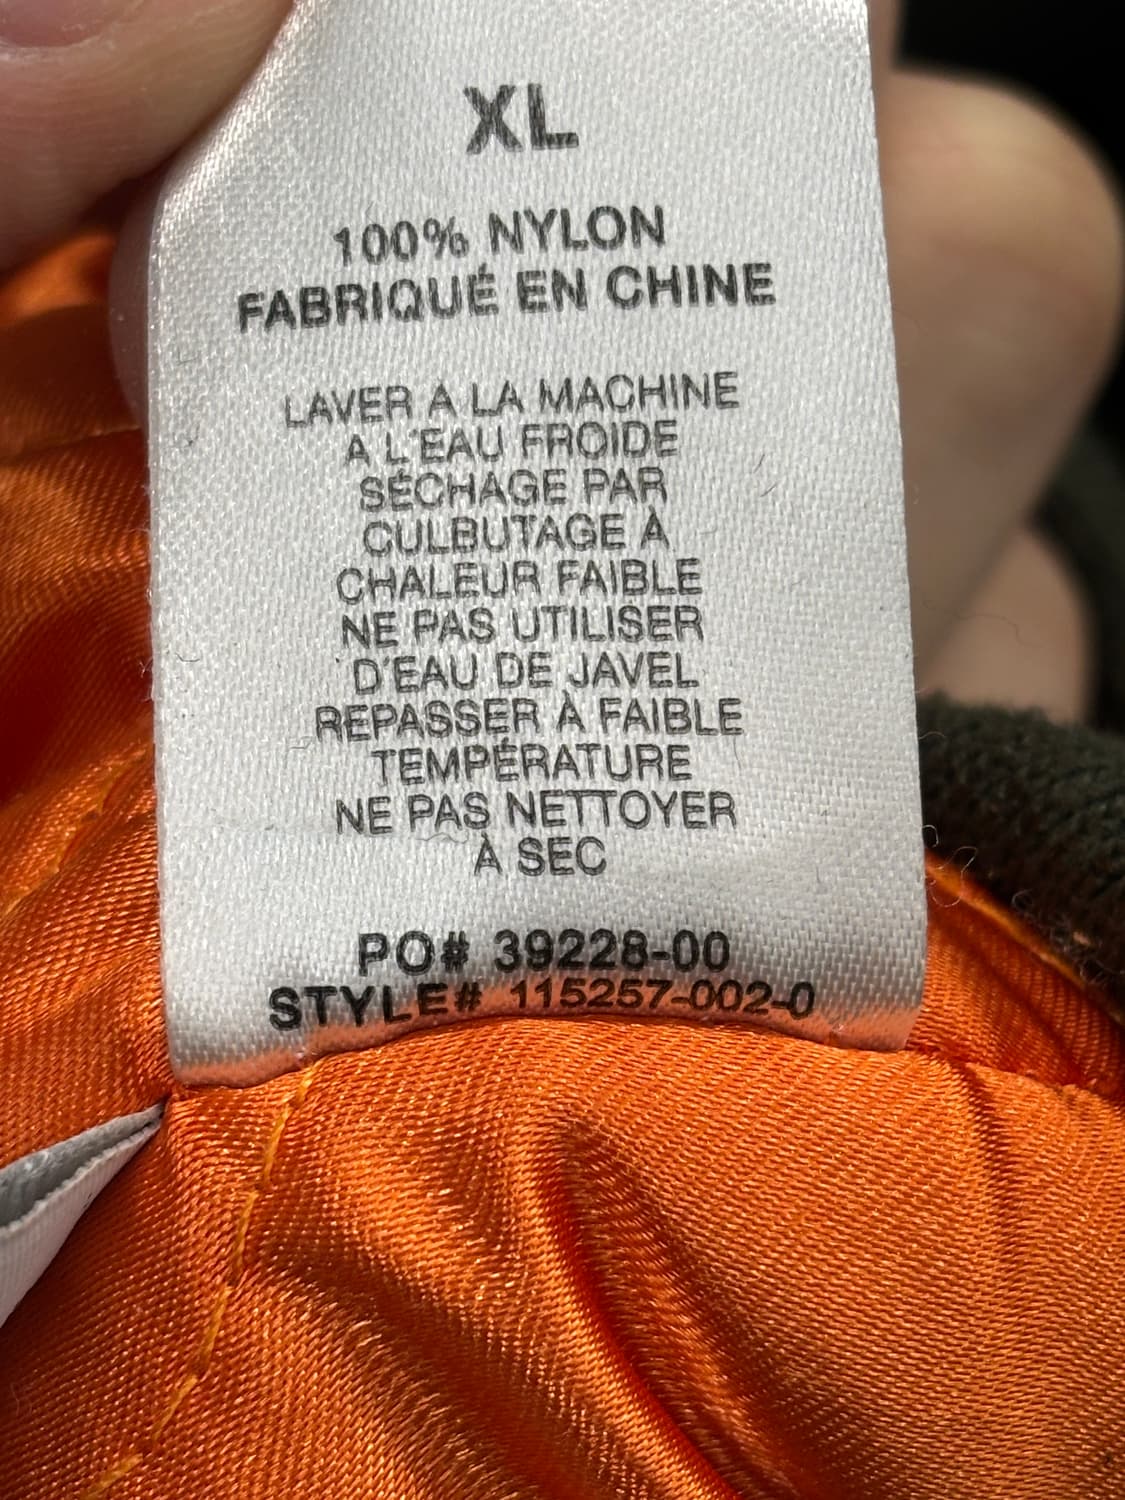 XL
100% NYLON
FABRIQUÉ EN CHINE
LAVER A LA MACHINE
A L'EAU FROIDE
SÉCHAGE PAR
CULBUTAGE À
CHALEUR FAIBLE
NE PAS UTILISER
D'EAU DE JAVEL
REPASSER À FAIBLE
TEMPÉRATURE
NE PAS NETTOYER
À SEC
PO# 39228-00
STYLE# 115257-002-0